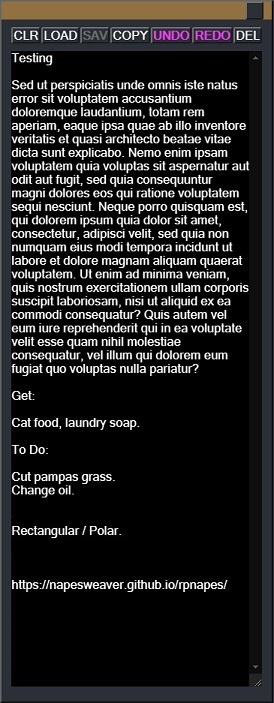 CLR LOAD SAV COPY UNDO REDO DEL
Testing
Sed ut perspiciatis unde omnis iste natus
error sit voluptatem accusantium
doloremque laudantium, totam rem
aperiam, eaque ipsa quae ab illo inventore
veritatis et quasi architecto beatae vitae
dicta sunt explicabo. Nemo enim ipsam
voluptatem quia voluptas sit aspernatur aut
odit aut fugit, sed quia consequuntur
magni dolores eos qui ratione voluptatem
sequi nesciunt. Neque porro quisquam est,
qui dolorem ipsum quia dolor sit amet,
consectetur, adipisci velit, sed quia non
numquam eius modi tempora incidunt ut
labore et dolore magnam aliquam quaerat
voluptatem. Ut enim ad minima veniam,
quis nostrum exercitationem ullam corporis
suscipit laboriosam, nisi ut aliquid ex ea
commodi consequatur? Quis autem vel
eum iure reprehenderit qui in ea voluptate
velit esse quam nihil molestiae
consequatur, vel illum qui dolorem eum
fugiat quo voluptas nulla pariatur?
Get:
Cat food, laundry soap.
To Do:
Cut pampas grass.
Change oil.
Rectangular / Polar.
https://napesweaver.github.io/rpnapes/